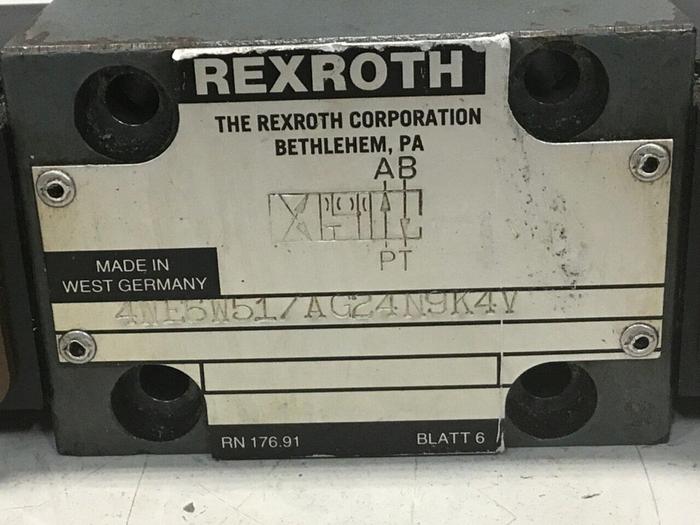 REXROTH
THE REXROTH CORPORATION
BETHLEHEM, PA
AB
PT
MADE IN
WEST GERMANY
4WE6W51/AG24N9K4V
RN 176.91
BLATT 6